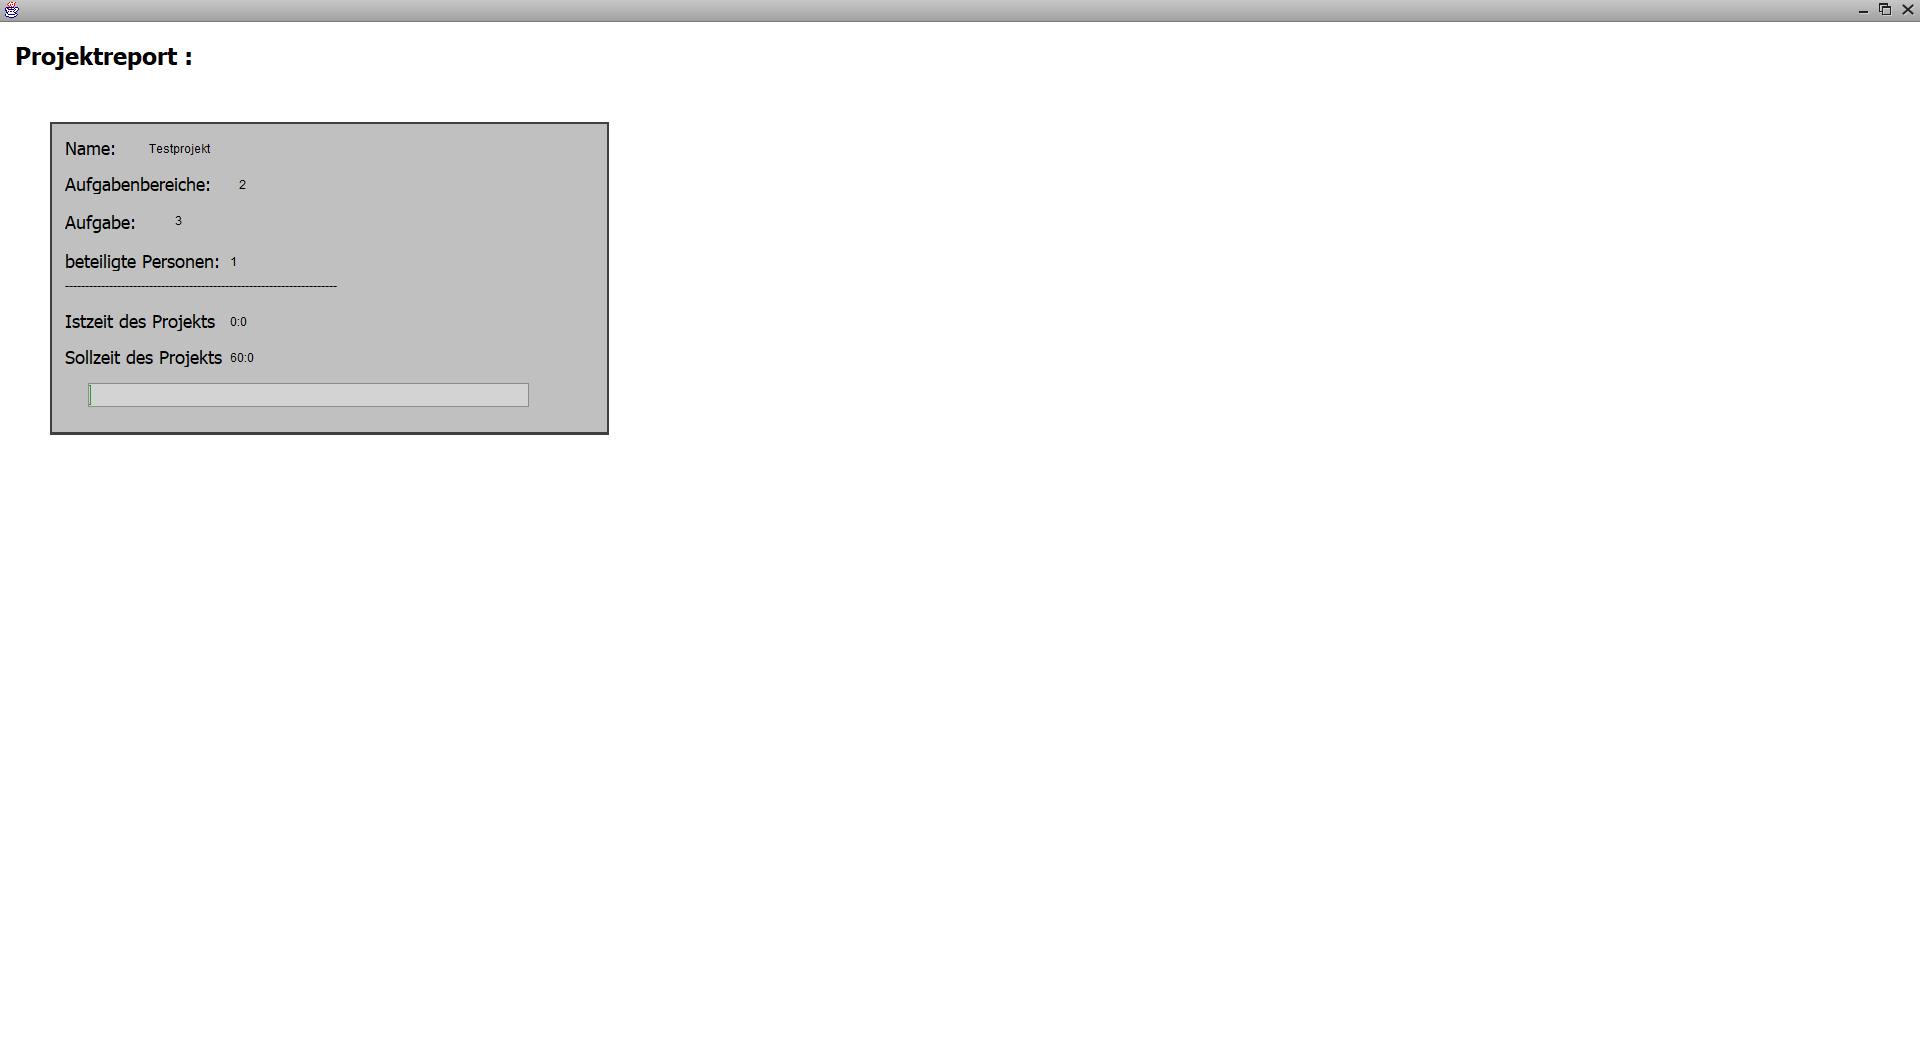 Projektreport :
Name: Testprojekt
Aufgabenbereiche: 2
Aufgabe: 3
beteiligte Personen: 1
--------------------------------------------------------------------
Istzeit des Projekts 0:0
Sollzeit des Projekts 60:0